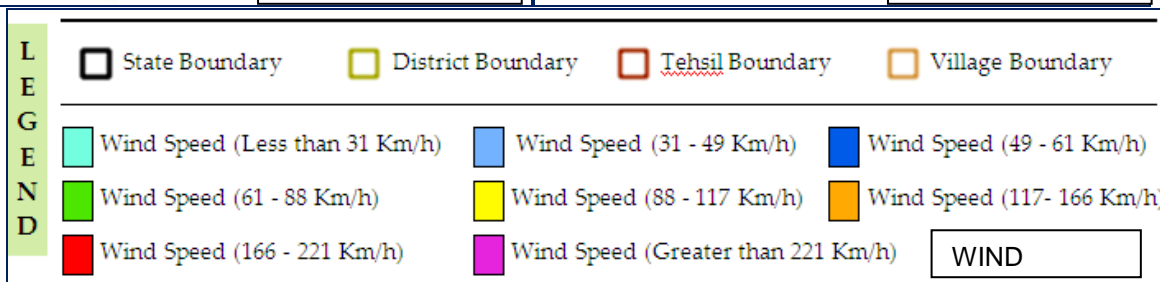 LEGEND
State Boundary District Boundary Tehsil Boundary Village Boundary
Wind Speed (Less than 31 Km/h) Wind Speed (31 - 49 Km/h) Wind Speed (49 - 61 Km/h)
Wind Speed (61 - 88 Km/h) Wind Speed (88 - 117 Km/h) Wind Speed (117- 166 Km/h)
Wind Speed (166 - 221 Km/h) Wind Speed (Greater than 221 Km/h) WIND